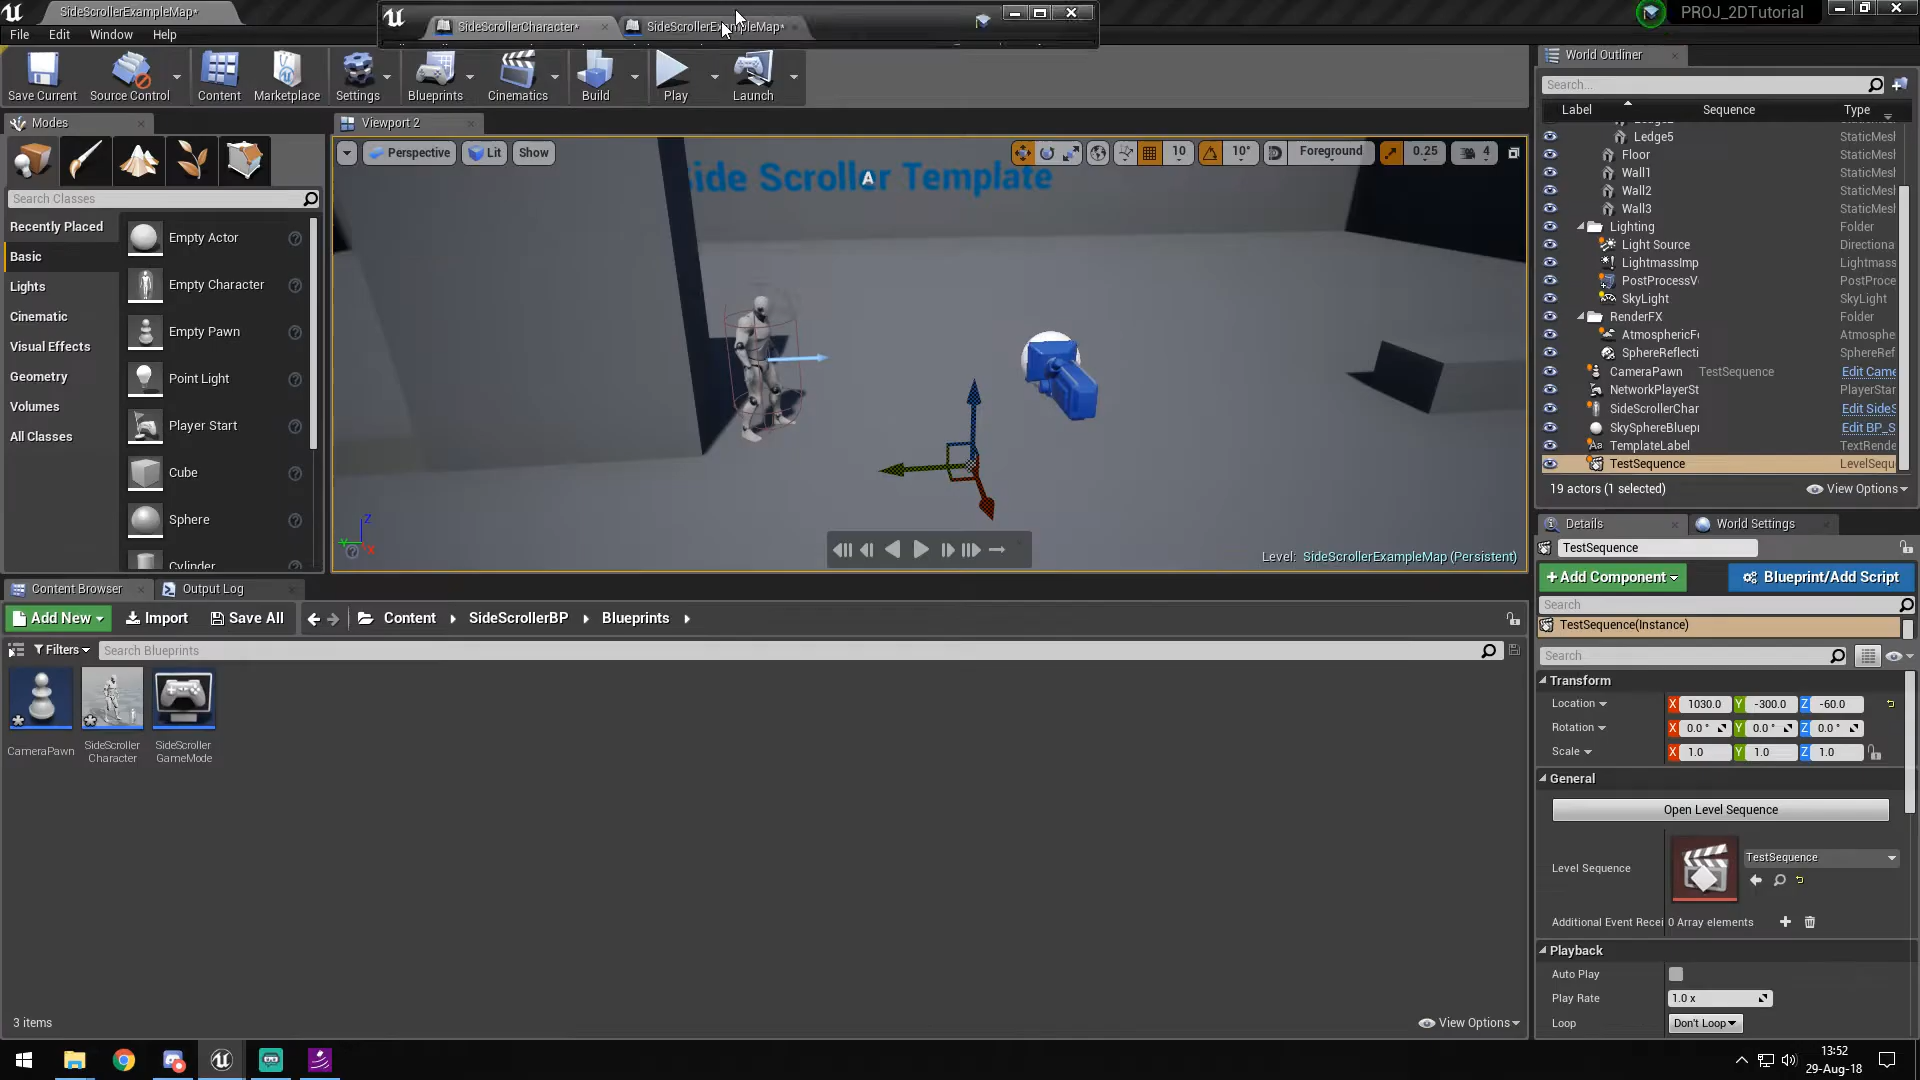 SideScrollerExampleMap*
SideScrollerCharacter*
SideScrollerExampleMap*
PROJ_2DTutorial
File
Edit
Window
Help
Save Current
Source Control
Content
Marketplace
Settings
Blueprints
Cinematics
Build
Play
Launch
Modes
Search Classes
Recently Placed
Basic
Lights
Cinematic
Visual Effects
Geometry
Volumes
All Classes
Empty Actor
Empty Character
Empty Pawn
Point Light
Player Start
Cube
Sphere
Cylinder
Viewport 2
Perspective
Lit
Show
10
10°
Foreground
0.25
4
Side Scroller Template
A
Z
Y
X
Level: SideScrollerExampleMap (Persistent)
World Outliner
Search...
Label
Sequence
Type
Ledge5 StaticMesh
Floor StaticMesh
Wall1 StaticMesh
Wall2 StaticMesh
Wall3 StaticMesh
Lighting Folder
Light Source Directiona
LightmassImp Lightmass
PostProcessV PostProce
SkyLight SkyLight
RenderFX Folder
AtmosphericFo Atmosphe
SphereReflecti SphereRef
CameraPawn TestSequence Edit Came
NetworkPlayerSt PlayerStar
SideScrollerChar Edit SideS
SkySphereBluepr Edit BP_S
TemplateLabel TextRende
TestSequence LevelSequ
19 actors (1 selected)
View Options
Details
World Settings
TestSequence
+Add Component
Blueprint/Add Script
Search
TestSequence(Instance)
Search
Transform
Location X 1030.0 Y -300.0 Z -60.0
Rotation X 0.0° Y 0.0° Z 0.0°
Scale X 1.0 Y 1.0 Z 1.0
General
Open Level Sequence
Level Sequence
TestSequence
Additional Event Recei 0 Array elements
Playback
Auto Play
Play Rate 1.0 x
Loop Don't Loop
Content Browser
Output Log
Add New
Import
Save All
Content
SideScrollerBP
Blueprints
Filters
Search Blueprints
CameraPawn
SideScroller
Character
SideScroller
GameMode
3 items
View Options
13:52
29-Aug-18